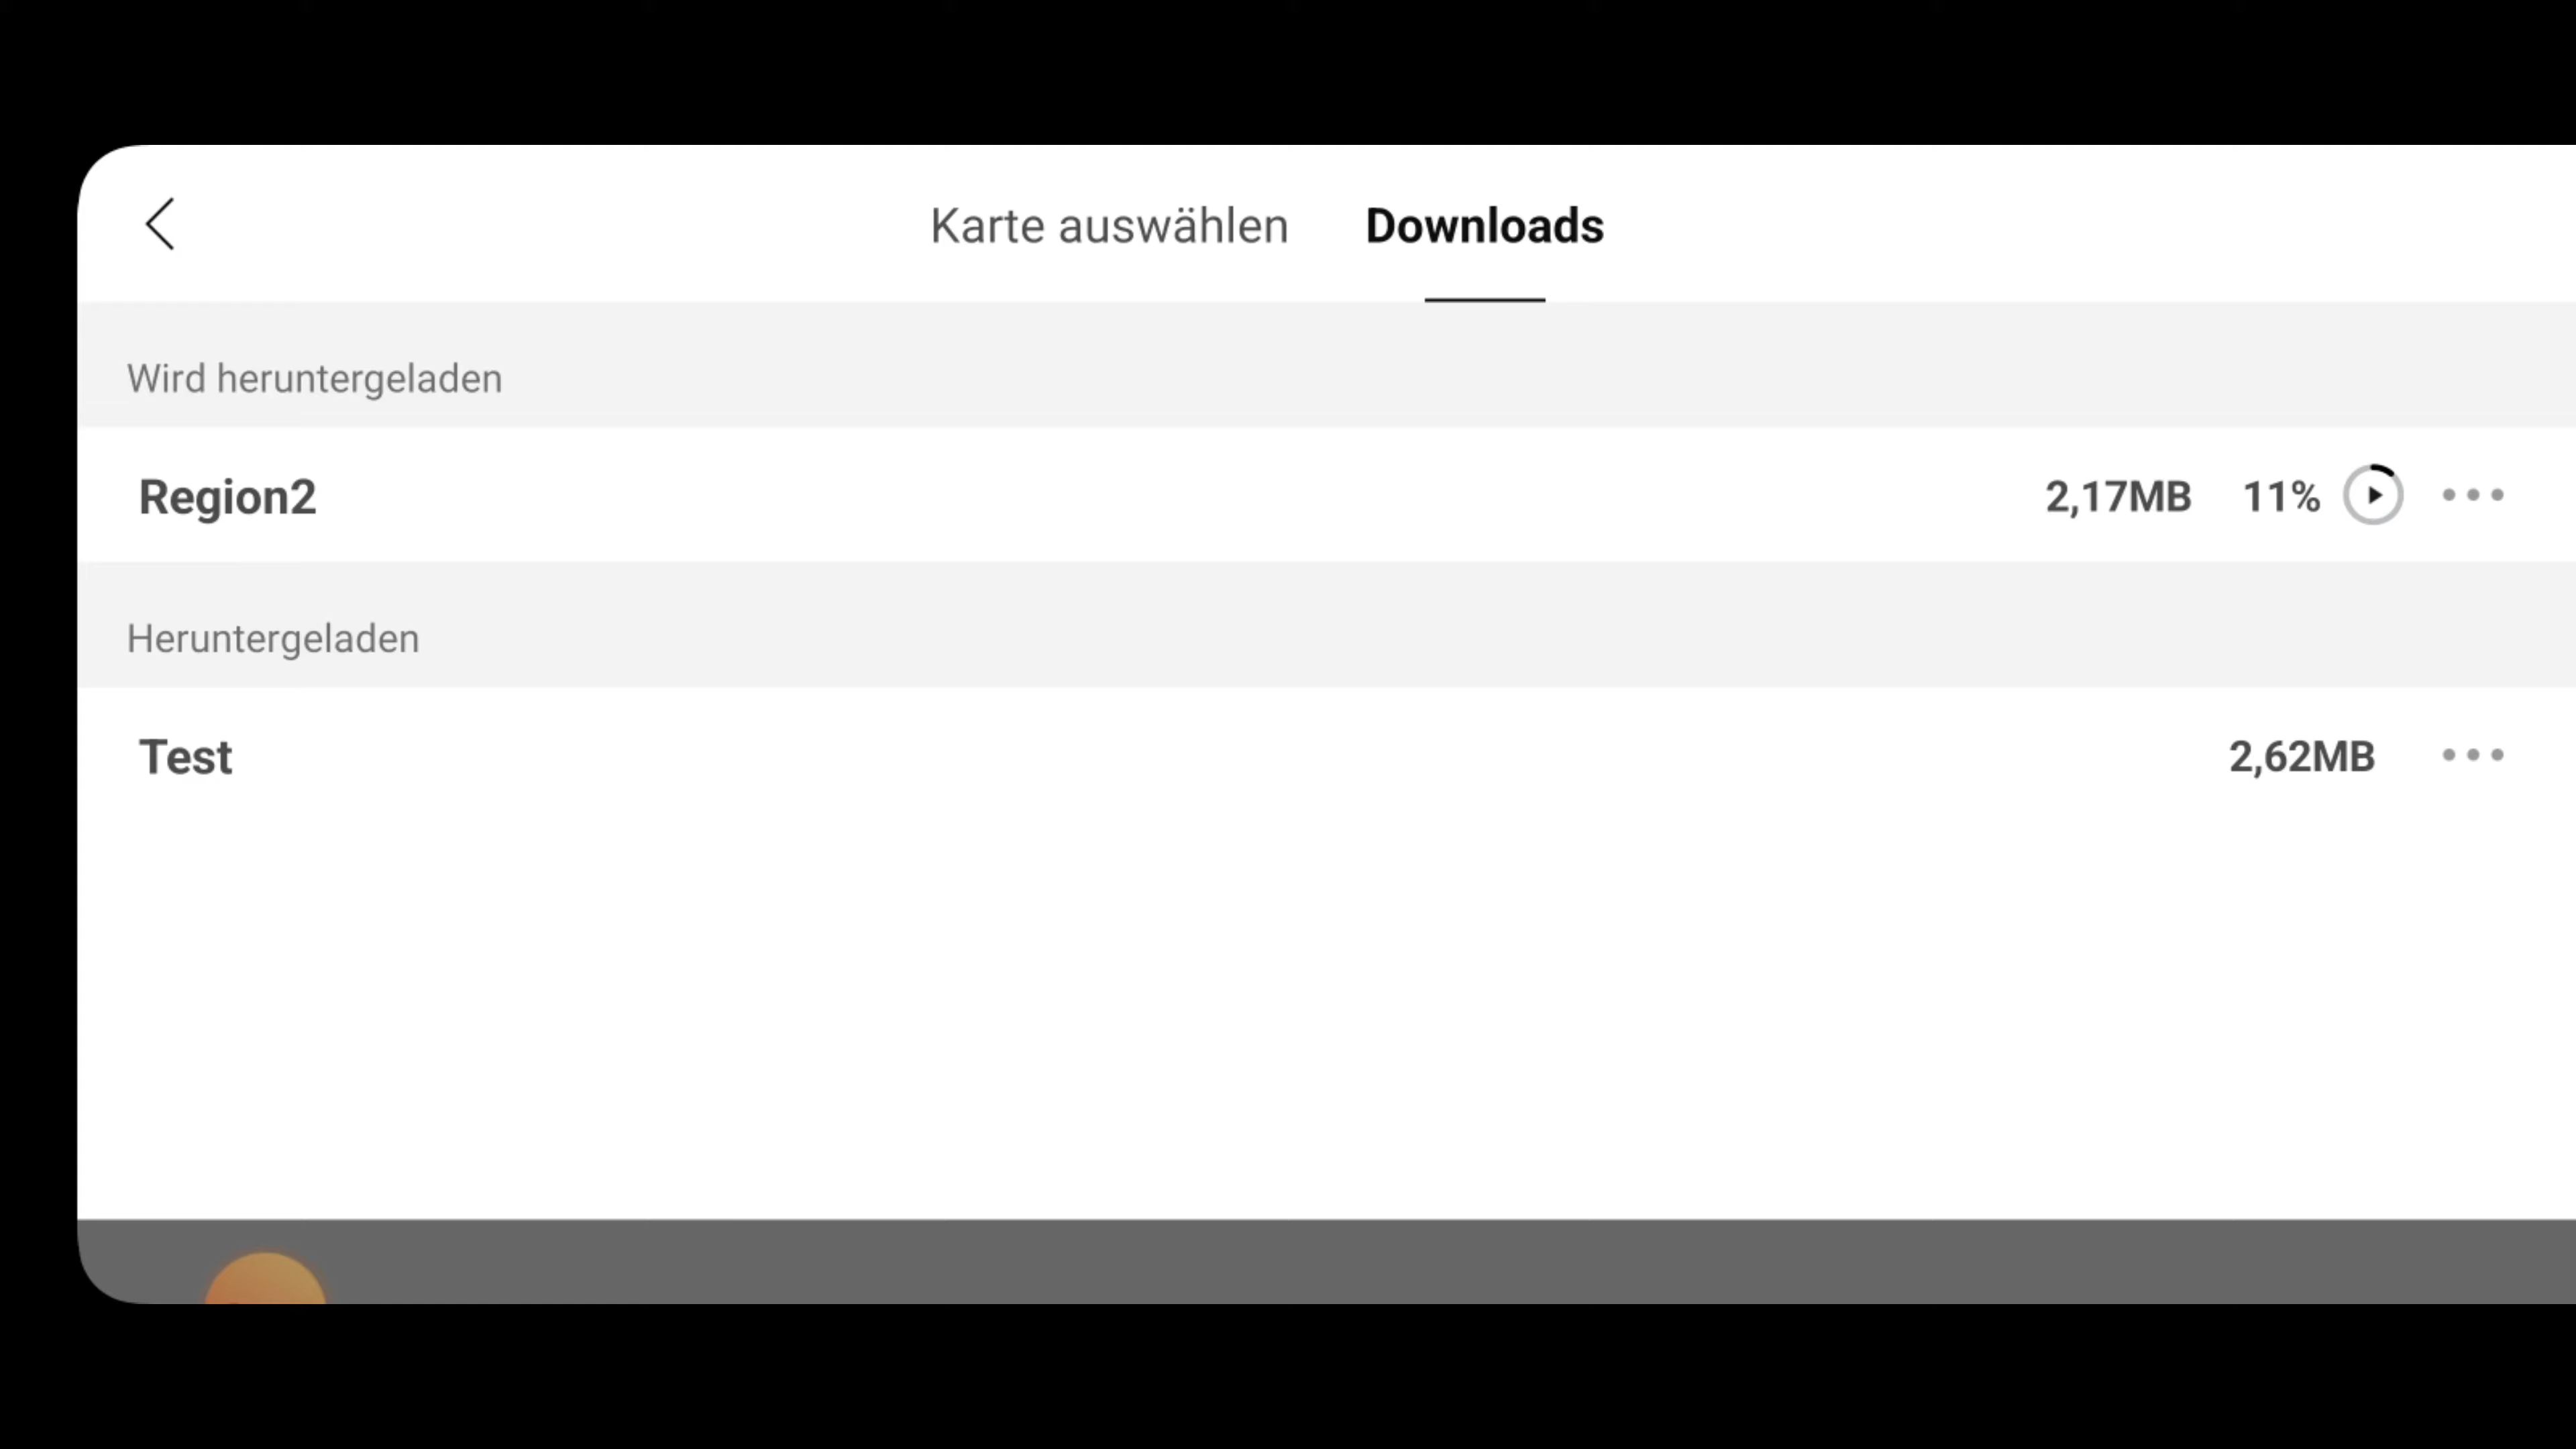 Karte auswählen Downloads
Wird heruntergeladen
Region2 2,17MB 11%
Heruntergeladen
Test 2,62MB